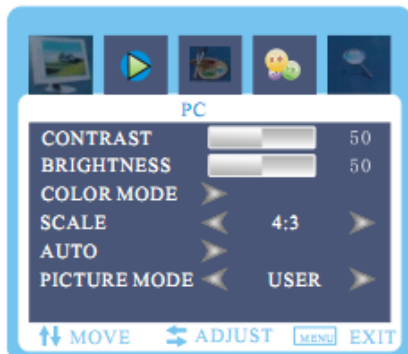 PC
CONTRAST 50
BRIGHTNESS 50
COLOR MODE
SCALE 4:3
AUTO
PICTURE MODE USER
MOVE ADJUST MENU EXIT